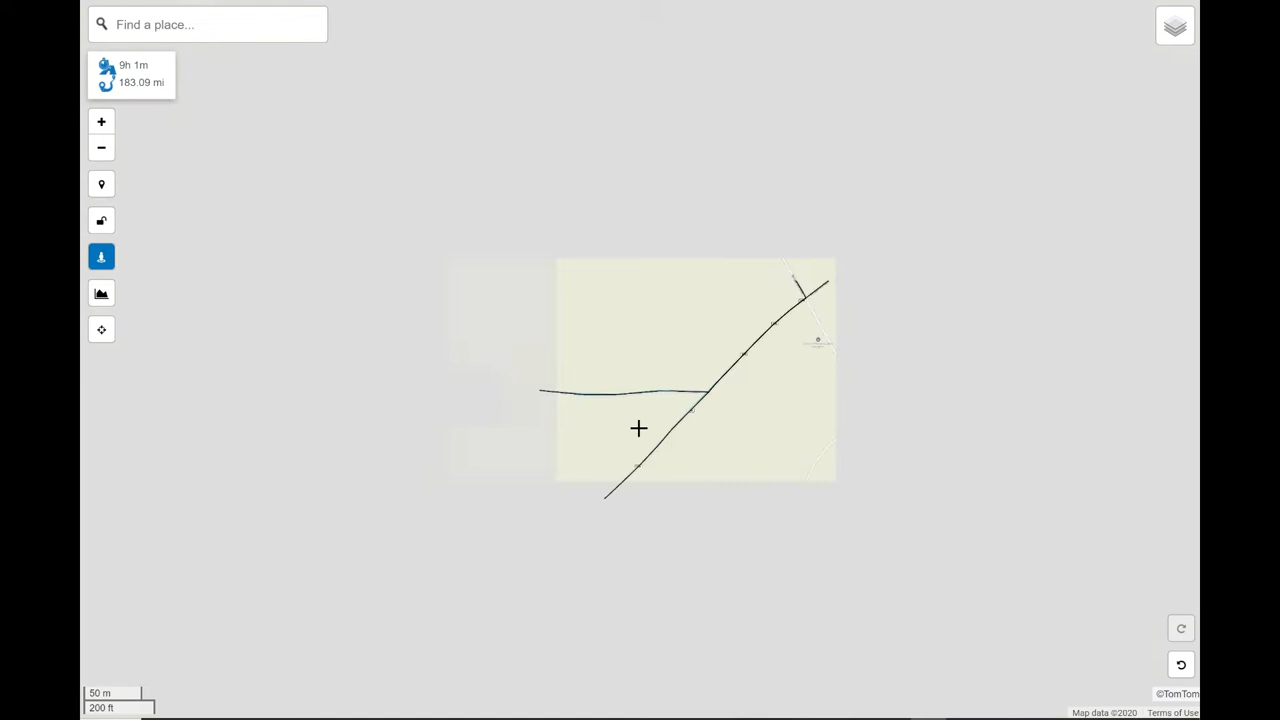 Find a place...
9h 1m
183.09 mi
50 m
200 ft
©TomTom
Map data ©2020 Terms of Use